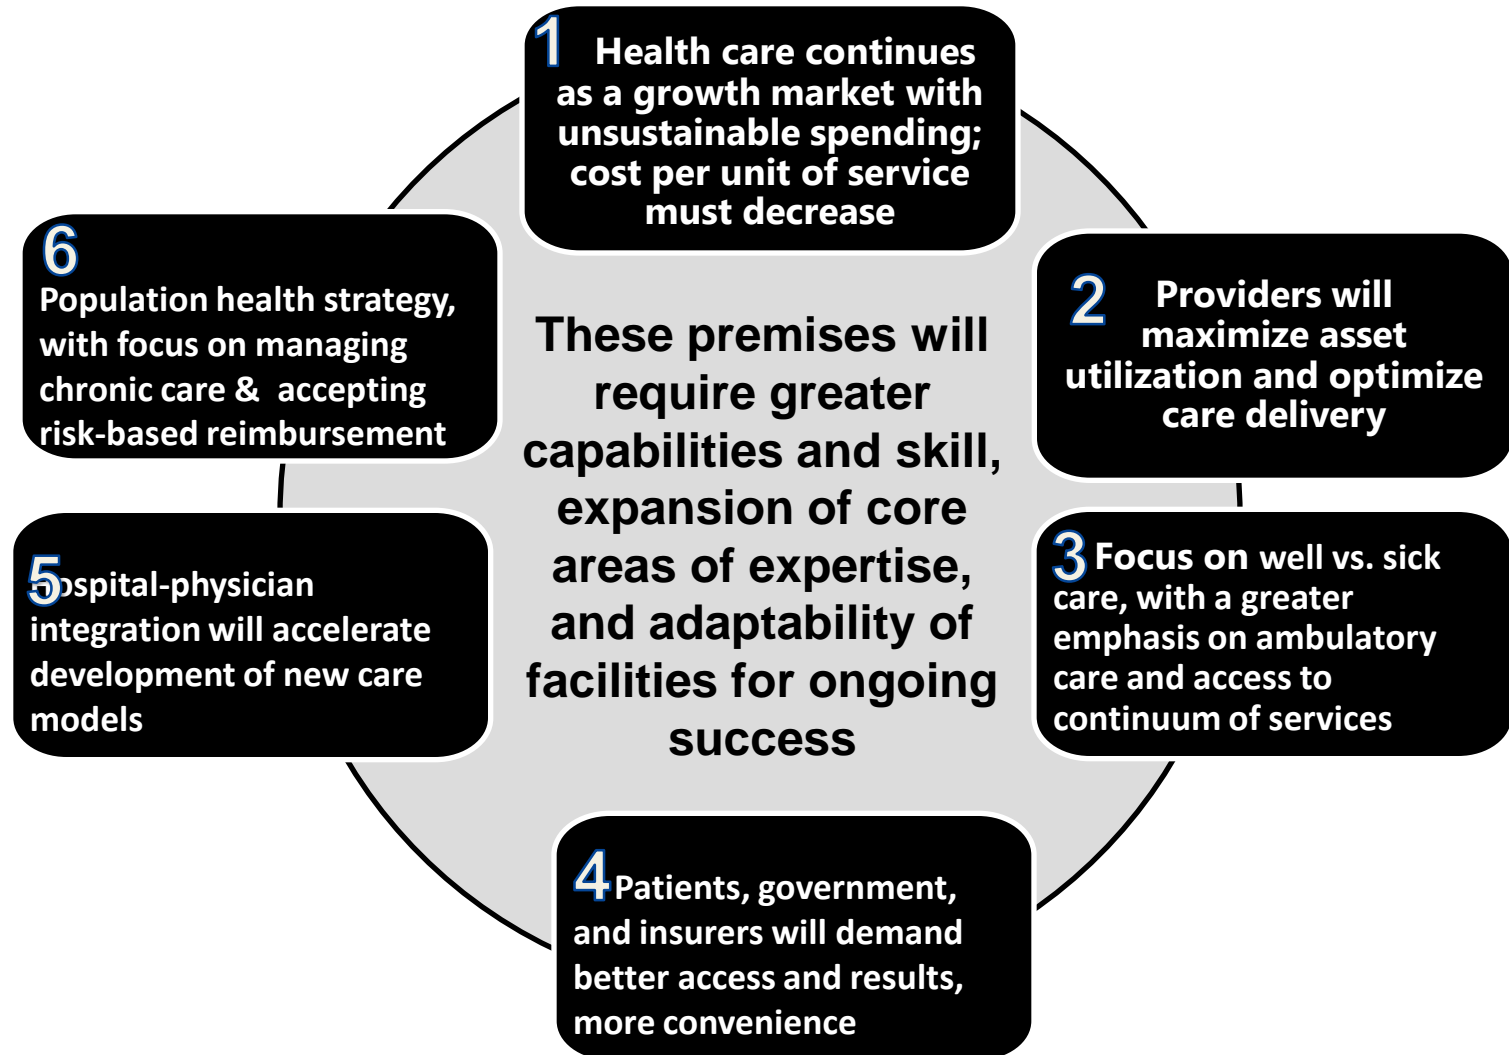 1 Health care continues
as a growth market with
unsustainable spending;
cost per unit of service
must decrease
2 Providers will
maximize asset
utilization and optimize
care delivery
3 Focus on well vs. sick
care, with a greater
emphasis on ambulatory
care and access to
continuum of services
4 Patients, government,
and insurers will demand
better access and results,
more convenience
5 Hospital-physician
integration will accelerate
development of new care
models
6
Population health strategy,
with focus on managing
chronic care & accepting
risk-based reimbursement
These premises will
require greater
capabilities and skill,
expansion of core
areas of expertise,
and adaptability of
facilities for ongoing
success